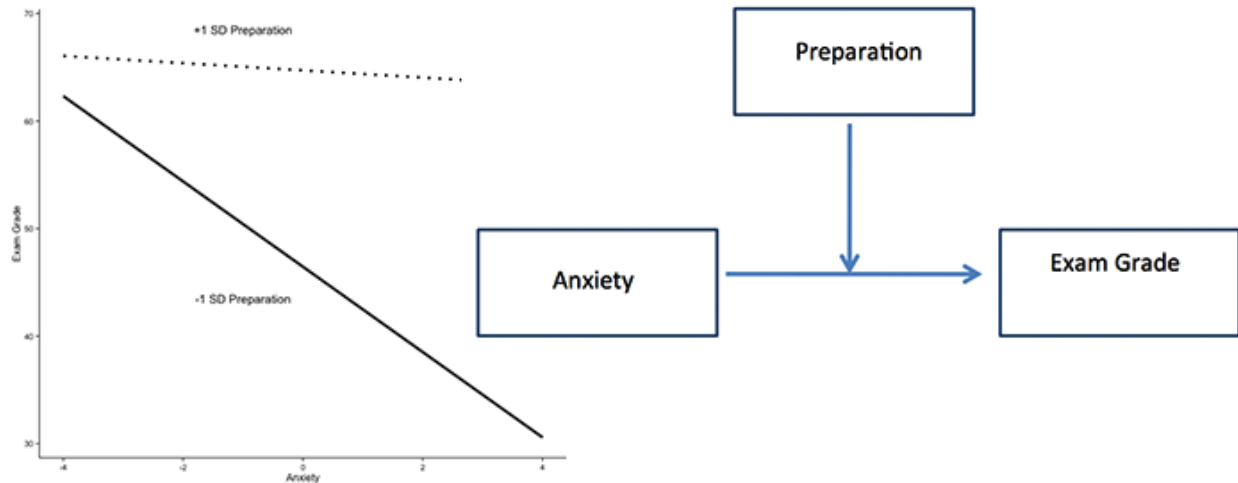 70
+1 SD Preparation
60
50
Exam Grade
-1 SD Preparation
40
30
-4
-2
0
2
4
Anxiety
Preparation
Anxiety
Exam Grade